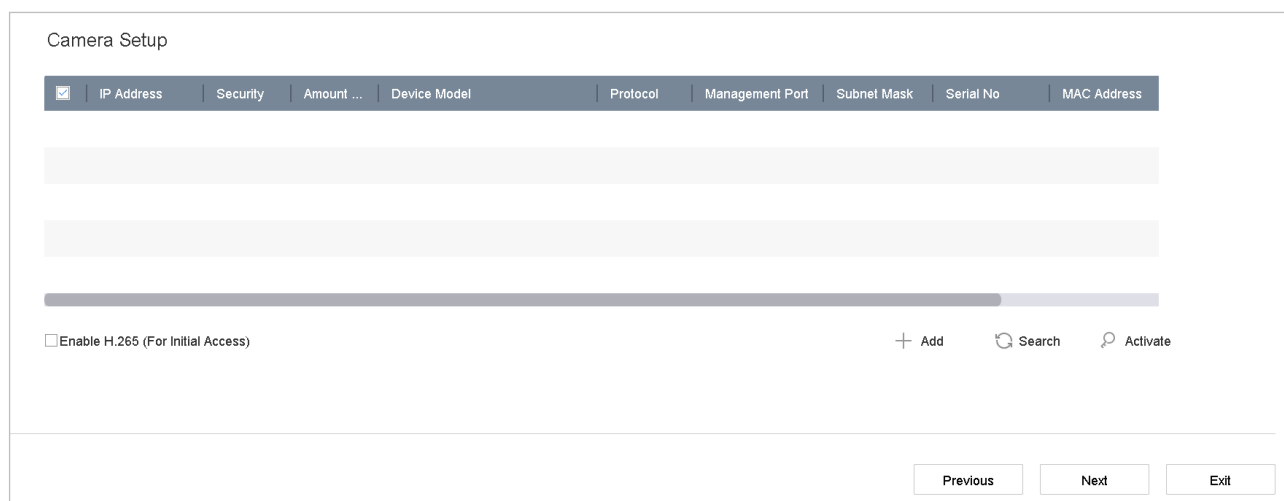 Camera Setup
IP Address Security Amount ... Device Model Protocol Management Port Subnet Mask Serial No MAC Address
Enable H.265 (For Initial Access) Add Search Activate
Previous Next Exit